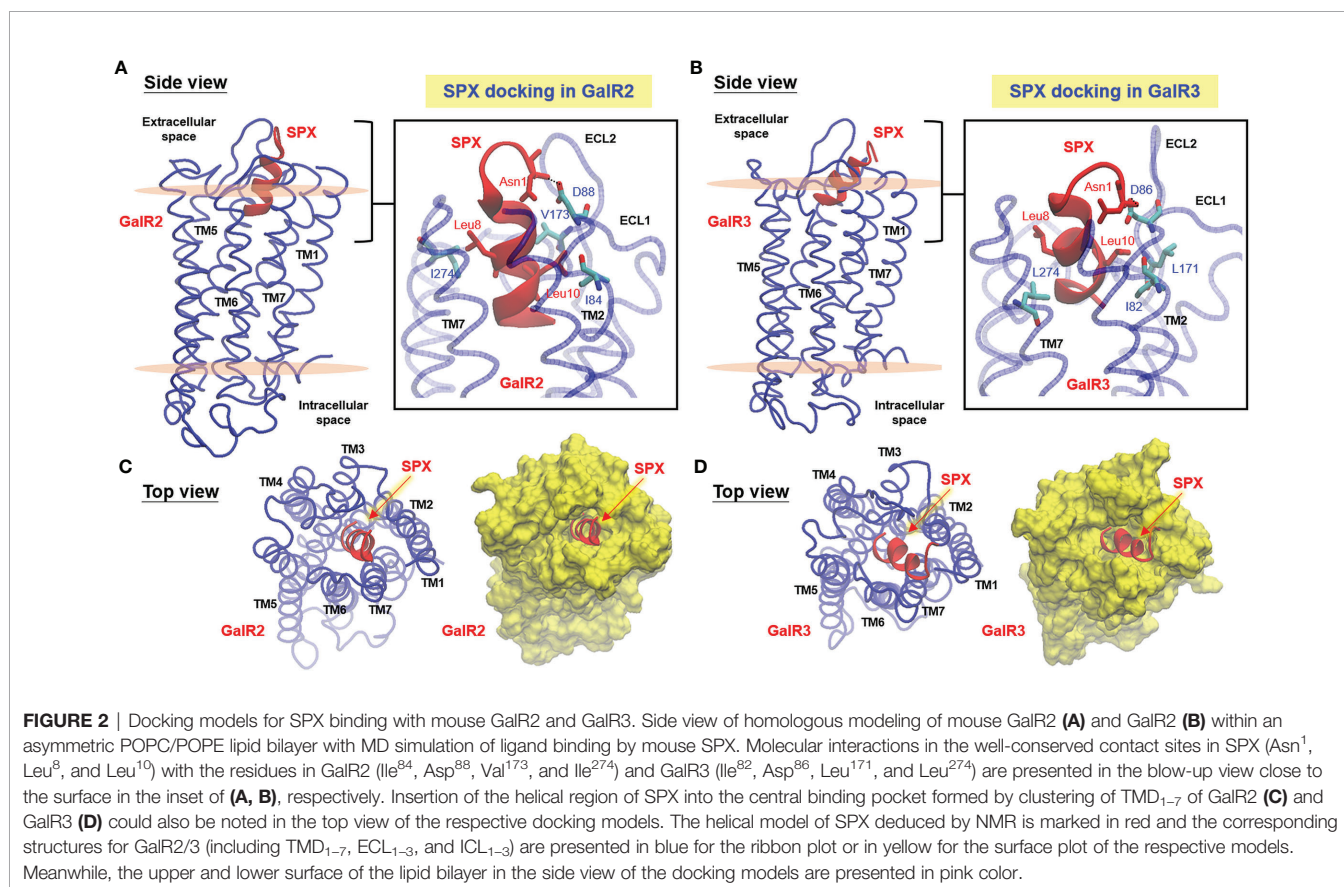 A
Side view
SPX docking in GalR2
Extracellular
space
SPX
GalR2
TM5
TM1
TM6
TM7
Intracellular
space
SPX
ECL2
Asn1
D88
V173
ECL1
Leu8
I274
Leu10
I84
TM7
TM2
GalR2
B
Side view
SPX docking in GalR3
Extracellular
space
SPX
GalR3
TM1
TM5
TM7
TM6
Intracellular
space
ECL2
SPX
Asn1
D86
ECL1
Leu8
Leu10
L274
L171
I82
TM2
TM7
GalR3
C
Top view
TM3
SPX
TM4
TM2
TM1
TM5
TM6
TM7
GalR2
SPX
GalR2
D
Top view
TM3
SPX
TM4
TM2
TM1
TM5
TM7
TM6
GalR3
SPX
GalR3
FIGURE 2 | Docking models for SPX binding with mouse GalR2 and GalR3. Side view of homologous modeling of mouse GalR2 (A) and GalR2 (B) within an
asymmetric POPC/POPE lipid bilayer with MD simulation of ligand binding by mouse SPX. Molecular interactions in the well-conserved contact sites in SPX (Asn¹,
Leu⁸, and Leu¹⁰) with the residues in GalR2 (Ile⁸⁴, Asp⁸⁸, Val¹⁷³, and Ile²⁷⁴) and GalR3 (Ile⁸², Asp⁸⁶, Leu¹⁷¹, and Leu²⁷⁴) are presented in the blow-up view close to
the surface in the inset of (A, B), respectively. Insertion of the helical region of SPX into the central binding pocket formed by clustering of TMD₁₋₇ of GalR2 (C) and
GalR3 (D) could also be noted in the top view of the respective docking models. The helical model of SPX deduced by NMR is marked in red and the corresponding
structures for GalR2/3 (including TMD₁₋₇, ECL₁₋₃, and ICL₁₋₃) are presented in blue for the ribbon plot or in yellow for the surface plot of the respective models.
Meanwhile, the upper and lower surface of the lipid bilayer in the side view of the docking models are presented in pink color.